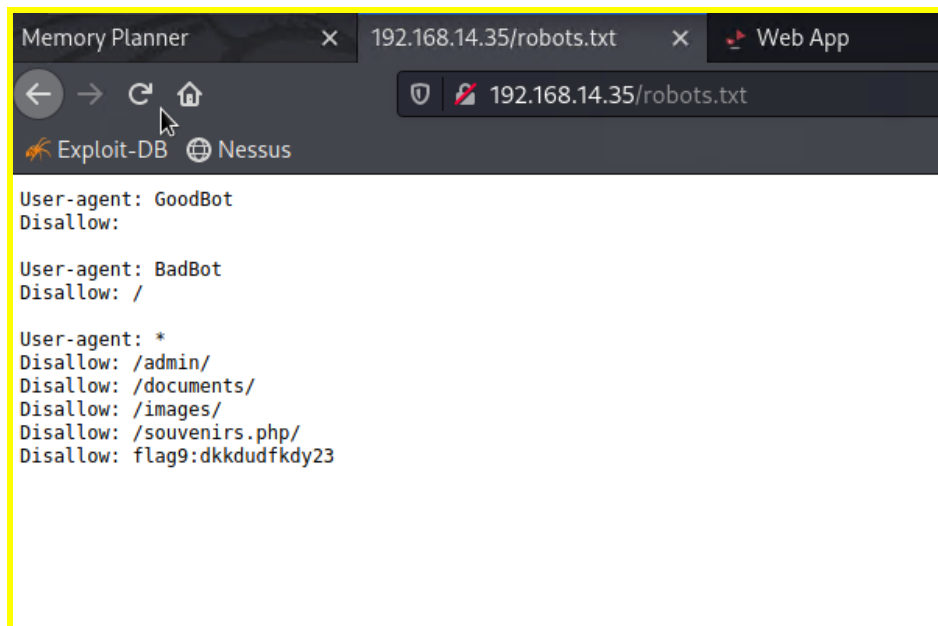 Memory Planner
192.168.14.35/robots.txt
Web App
192.168.14.35/robots.txt
Exploit-DB
Nessus
User-agent: GoodBot
Disallow:
User-agent: BadBot
Disallow: /
User-agent: *
Disallow: /admin/
Disallow: /documents/
Disallow: /images/
Disallow: /souvenirs.php/
Disallow: flag9:dkkdudfkdy23